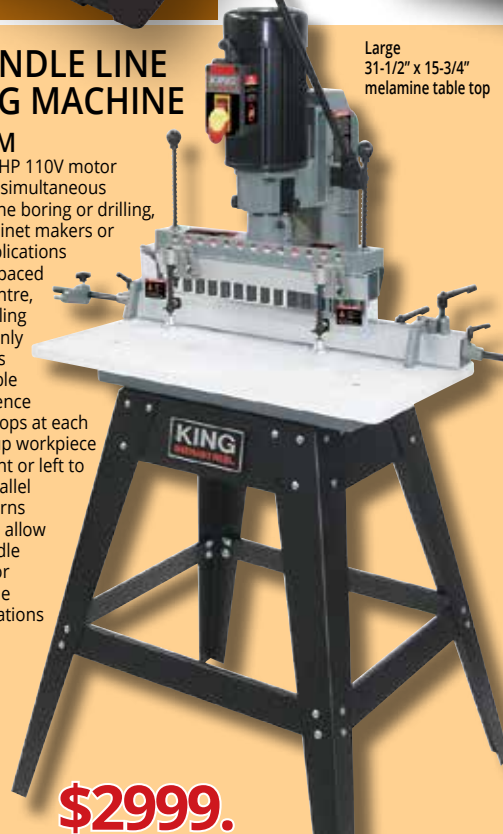 NDLE LINE
G MACHINE
M
HP 110V motor
simultaneous
ne boring or drilling,
inet makers or
plications
paced
ntre,
ling
nly
s
ble
ence
ops at each
up workpiece
nt or left to
allel
rns
allow
dle
or
e
ations
Large
31-1/2" x 15-3/4”
melamine table top
KING
INDUSTRIAL
$2999.